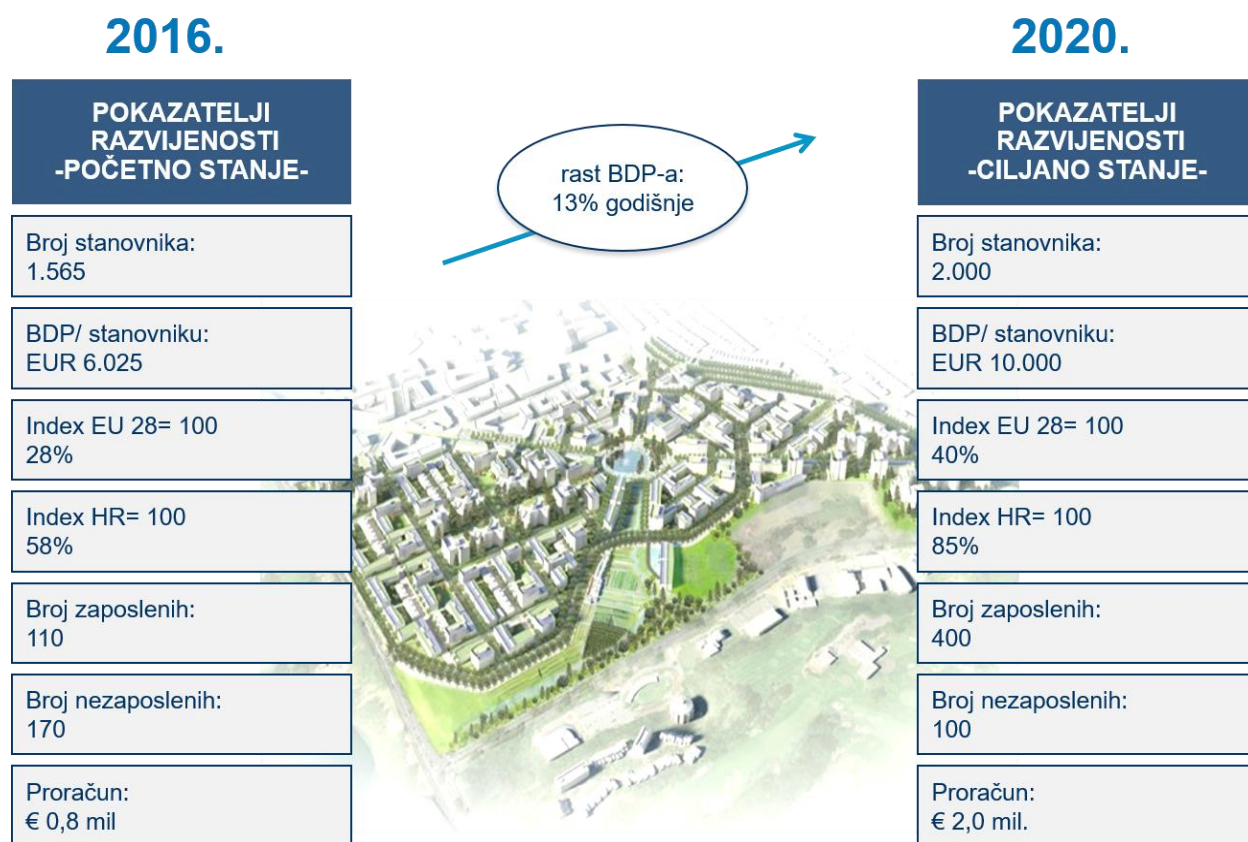 2016.
POKAZATELJI
RAZVIJENOSTI
-POČETNO STANJE-
Broj stanovnika:
1.565
BDP/ stanovniku:
EUR 6.025
Index EU 28= 100
28%
Index HR= 100
58%
Broj zaposlenih:
110
Broj nezaposlenih:
170
Proračun:
€ 0,8 mil
rast BDP-a:
13% godišnje
2020.
POKAZATELJI
RAZVIJENOSTI
-CILJANO STANJE-
Broj stanovnika:
2.000
BDP/ stanovniku:
EUR 10.000
Index EU 28= 100
40%
Index HR= 100
85%
Broj zaposlenih:
400
Broj nezaposlenih:
100
Proračun:
€ 2,0 mil.